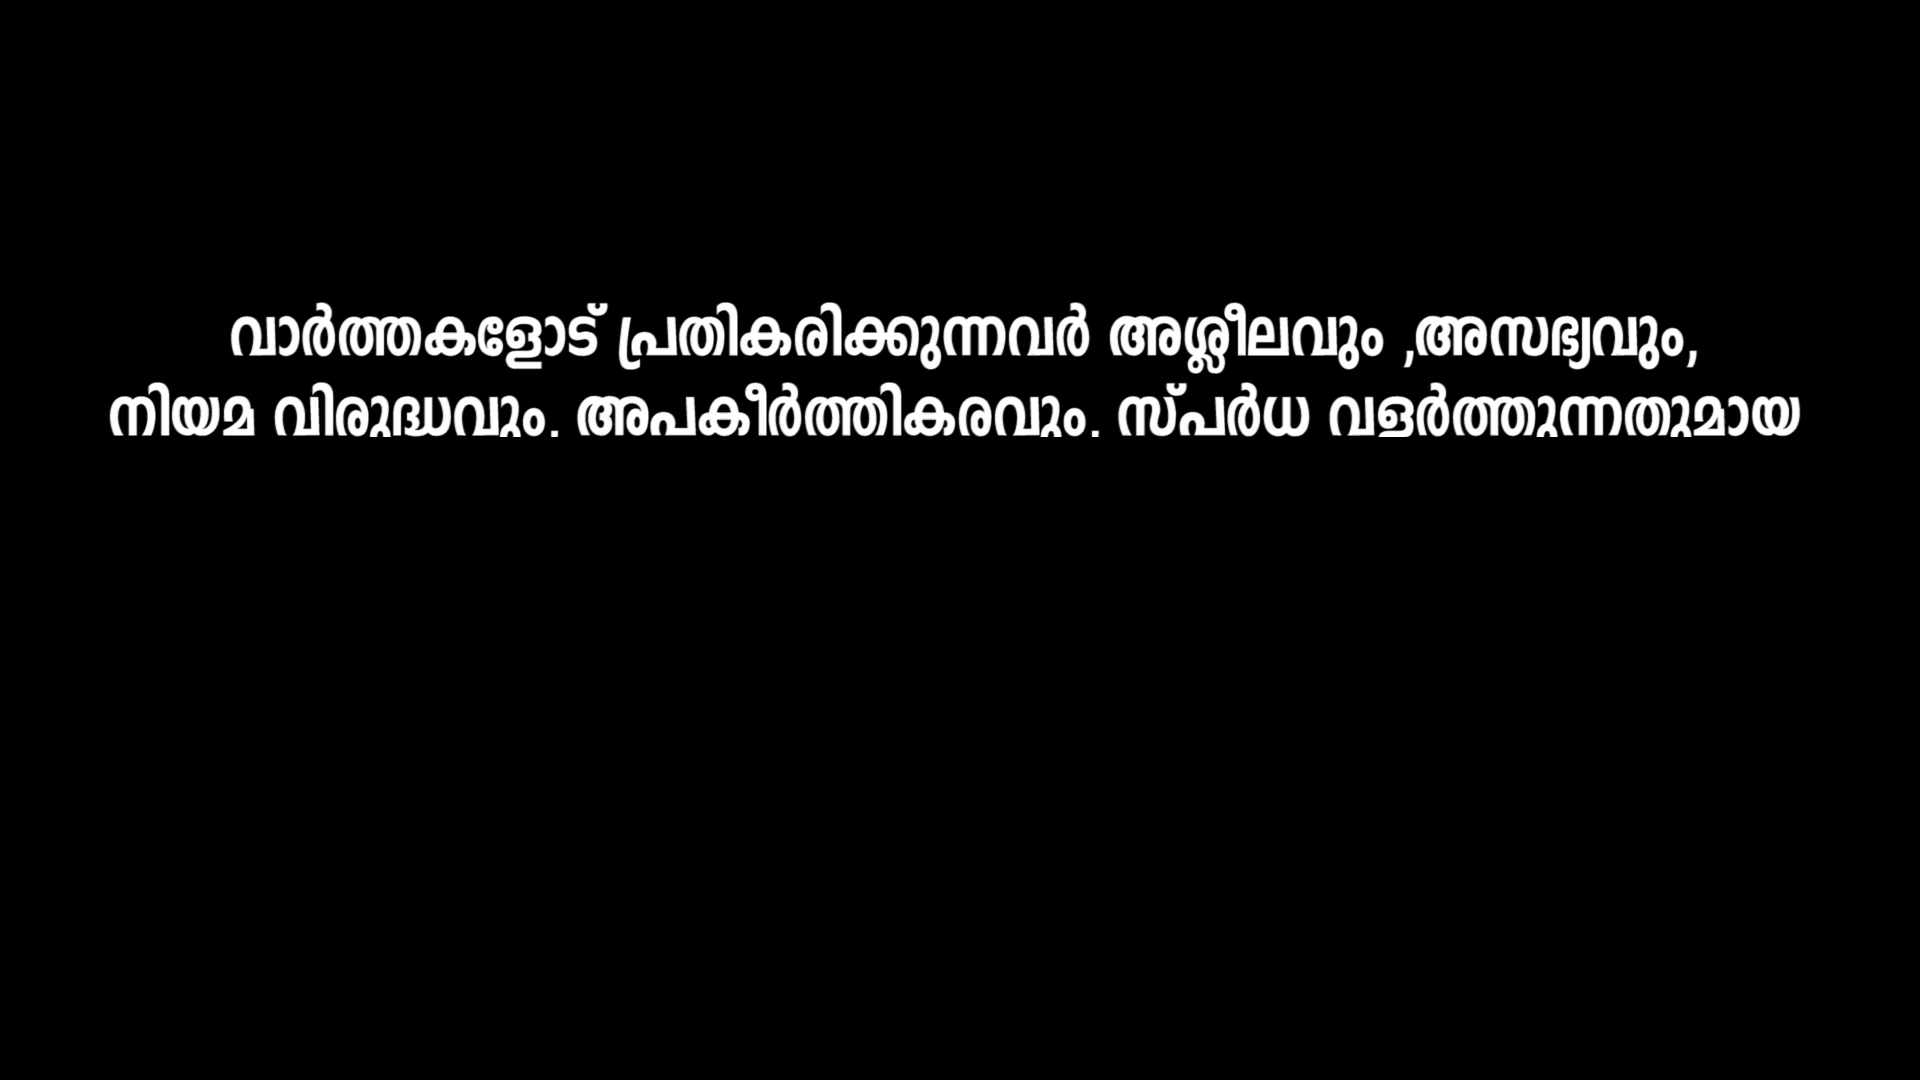 വാർത്തകളോട് പ്രതികരിക്കുന്നവർ അശ്ലീലവും ,അസഭ്യവും,
നിയമ വിരുദ്ധവും, അപകീർത്തികരവും, സ്പർധ വളർത്തുന്നതുമായ